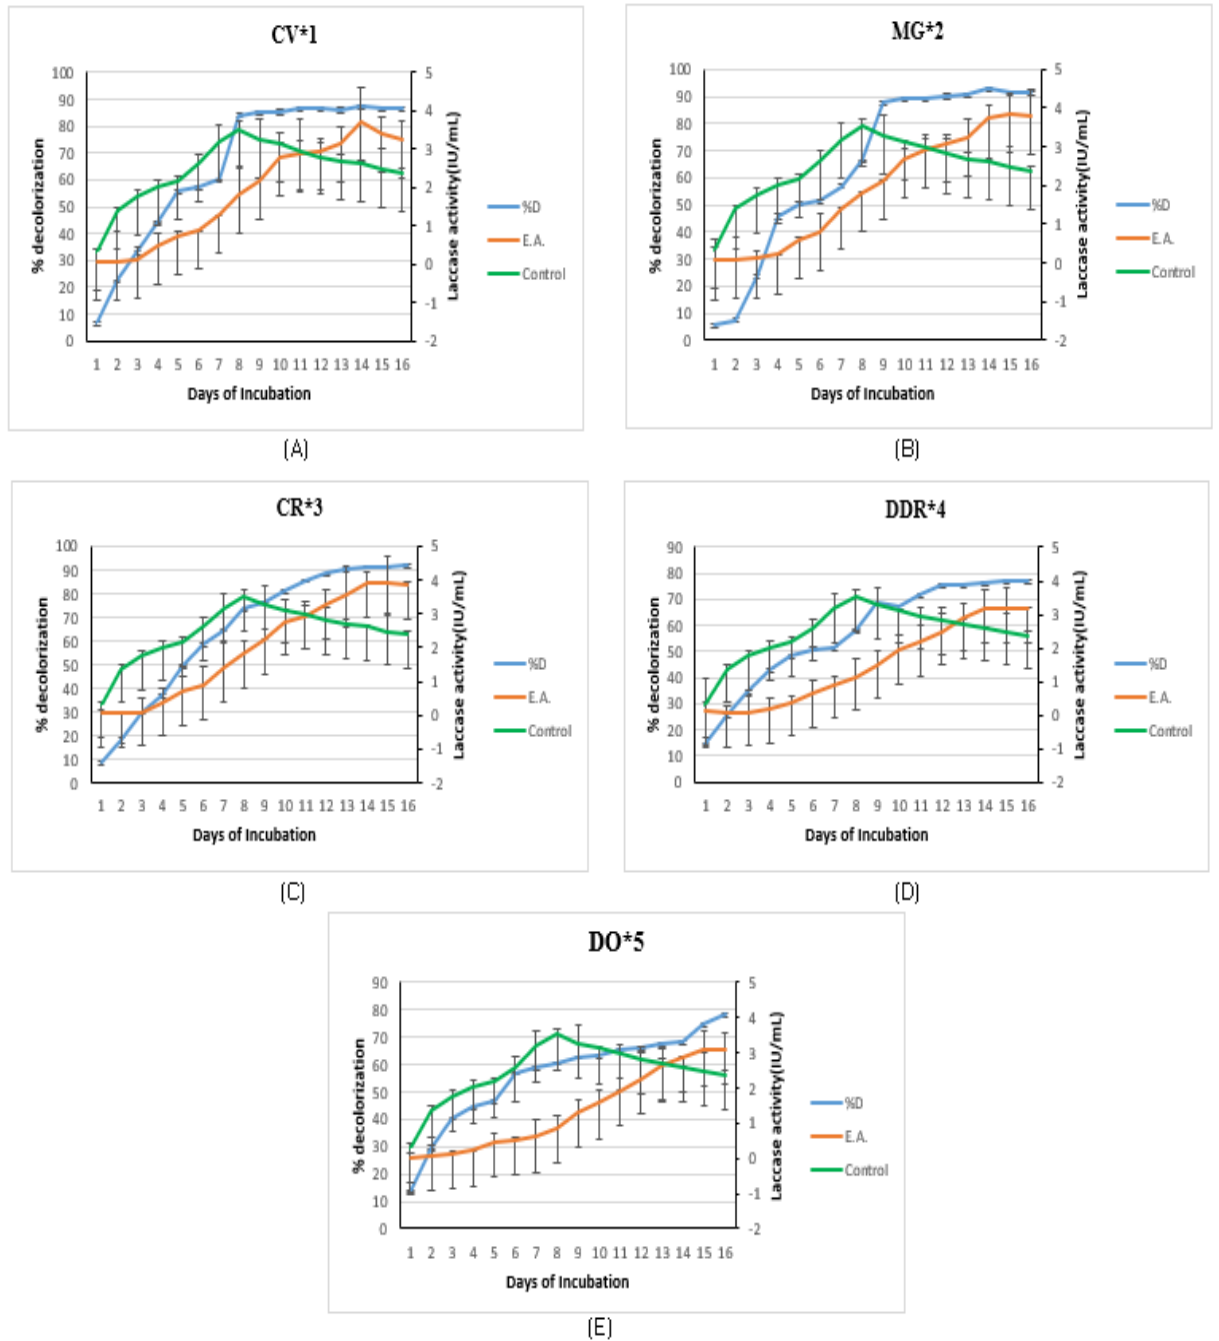 CV*1
100
90
80
70
60
50
40
30
20
10
0
% decolorization
5
4
3
2
1
0
-1
-2
Laccase activity(IU/mL)
%D
E.A.
Control
1 2 3 4 5 6 7 8 9 10 11 12 13 14 15 16
Days of Incubation
(A)
MG*2
100
90
80
70
60
50
40
30
20
10
0
% decolorization
5
4
3
2
1
0
-1
-2
Laccase activity(IU/mL)
%D
E.A.
Control
1 2 3 4 5 6 7 8 9 10 11 12 13 14 15 16
Days of Incubation
(B)
CR*3
100
90
80
70
60
50
40
30
20
10
0
% decolorization
5
4
3
2
1
0
-1
-2
Laccase activity(IU/mL)
%D
E.A.
Control
1 2 3 4 5 6 7 8 9 10 11 12 13 14 15 16
Days of Incubation
(C)
DDR*4
90
80
70
60
50
40
30
20
10
0
% decolorization
5
4
3
2
1
0
-1
-2
Laccase activity(IU/mL)
%D
E.A.
Control
1 2 3 4 5 6 7 8 9 10 11 12 13 14 15 16
Days of Incubation
(D)
DO*5
90
80
70
60
50
40
30
20
10
0
% decolorization
5
4
3
2
1
0
-1
-2
Laccase activity(IU/mL)
%D
E.A.
Control
1 2 3 4 5 6 7 8 9 10 11 12 13 14 15 16
Days of Incubation
(E)